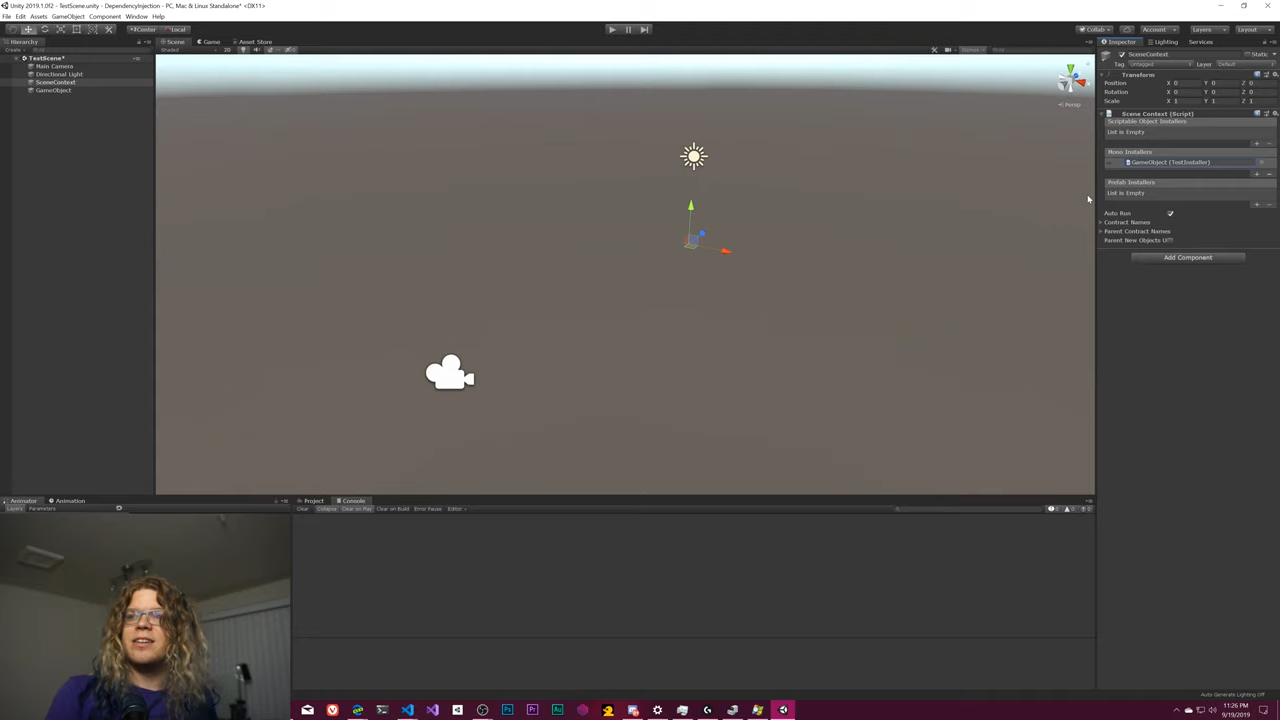 Unity 2019.1.0f2 - TestScene.unity - DependencyInjection - PC, Mac & Linux Standalone* <DX11>
File Edit Assets GameObject Component Window Help
Center Local Collab Account Layers Layout
Hierarchy Scene Game Asset Store Inspector Lighting Services
Create Shaded 2D Gizmos
TestScene*
Main Camera
Directional Light
SceneContext
GameObject
Persp
SceneContext Static
Tag Untagged Layer Default
Transform
Position X 0 Y 0 Z 0
Rotation X 0 Y 0 Z 0
Scale X 1 Y 1 Z 1
Scene Context (Script)
Scriptable Object Installers
List is Empty
Mono Installers
GameObject (TestInstaller)
Prefab Installers
List is Empty
Auto Run
Contract Names
Parent Contract Names
Parent New Objects U
Add Component
Animator Animation Project Console
Layers Parameters Clear Collapse Clear on Play Clear on Build Error Pause Editor
Auto Generate Lighting Off
11:26 PM
9/19/2019